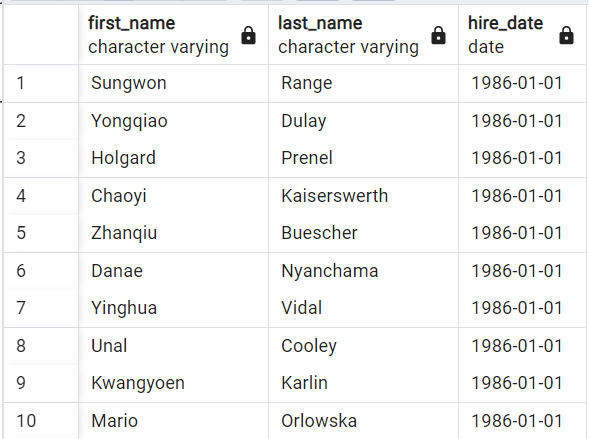 first_name last_name hire_date
character varying character varying date
1 Sungwon Range 1986-01-01
2 Yongqiao Dulay 1986-01-01
3 Holgard Prenel 1986-01-01
4 Chaoyi Kaiserswerth 1986-01-01
5 Zhanqiu Buescher 1986-01-01
6 Danae Nyanchama 1986-01-01
7 Yinghua Vidal 1986-01-01
8 Unal Cooley 1986-01-01
9 Kwangyoen Karlin 1986-01-01
10 Mario Orlowska 1986-01-01